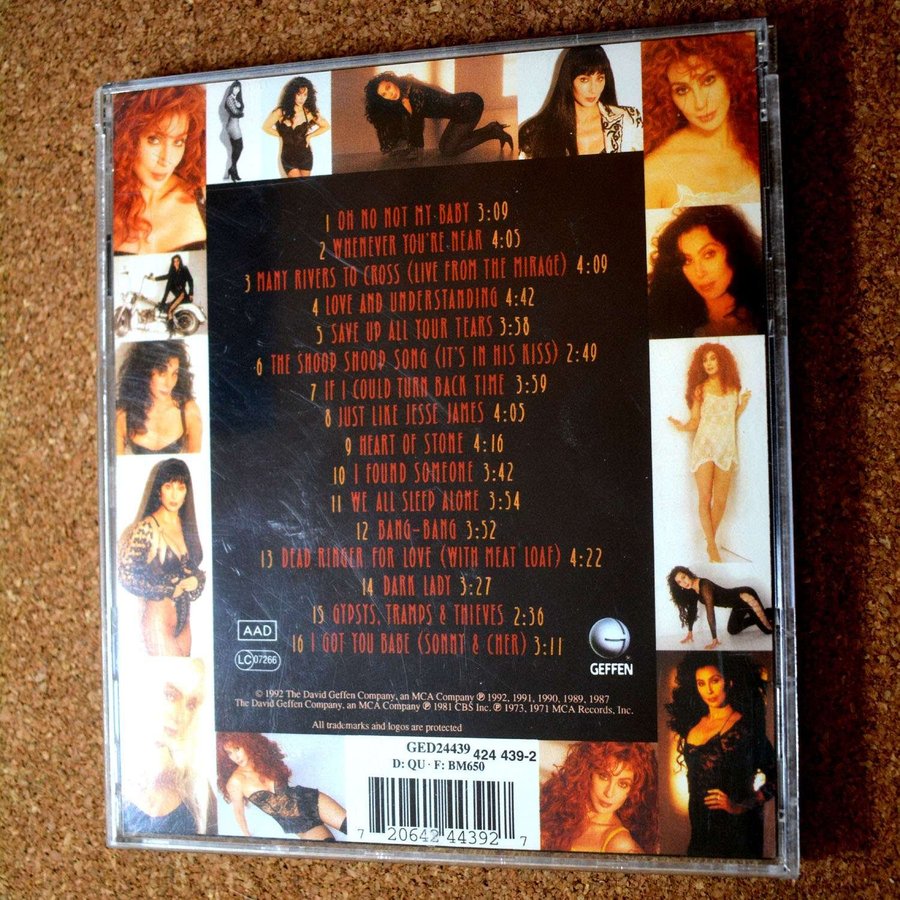 1 OH NO NOT MY BABY 3:09
2 WHENEVER YOU'RE NEAR 4:05
3 MANY RIVERS TO CROSS (LIVE FROM THE MIRAGE) 4:09
4 LOVE AND UNDERSTANDING 4:42
5 SAVE UP ALL YOUR TEARS 3:58
6 THE SHOOP SHOOP SONG (IT'S IN HIS KISS) 2:49
7 IF I COULD TURN BACK TIME 3:59
8 JUST LIKE JESSE JAMES 4:05
9 HEART OF STONE 4:16
10 I FOUND SOMEONE 3:42
11 WE ALL SLEEP ALONE 3:54
12 BANG-BANG 3:52
13 DEAD RINGER FOR LOVE (WITH MEAT LOAF) 4:22
14 DARK LADY 3:27
15 GYPSYS, TRAMPS & THIEVES 2:36
16 I GOT YOU BABE (SONNY & CHER) 3:11
AAD
LC 07266
GEFFEN
© 1992 The David Geffen Company, an MCA Company ℗ 1992, 1991, 1990, 1989, 1987
The David Geffen Company, an MCA Company ℗ 1981 CBS Inc. ℗ 1973, 1971 MCA Records, Inc.
All trademarks and logos are protected
GED24439 424 439-2
D: QU · F: BM650
7 20642 44392 7